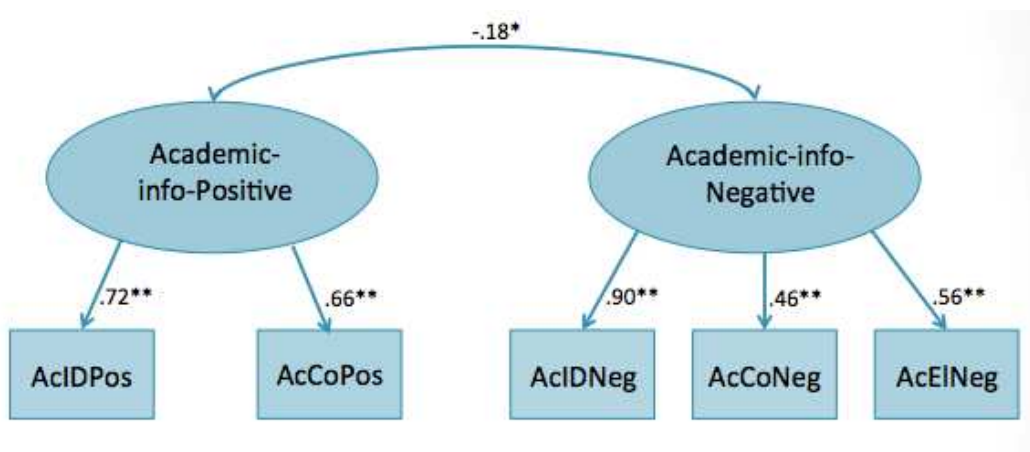 -.18*
Academic-
info-Positive
Academic-info-
Negative
.72**
.66**
.90**
.46**
.56**
AcIDPos
AcCoPos
AcIDNeg
AcCoNeg
AcElNeg